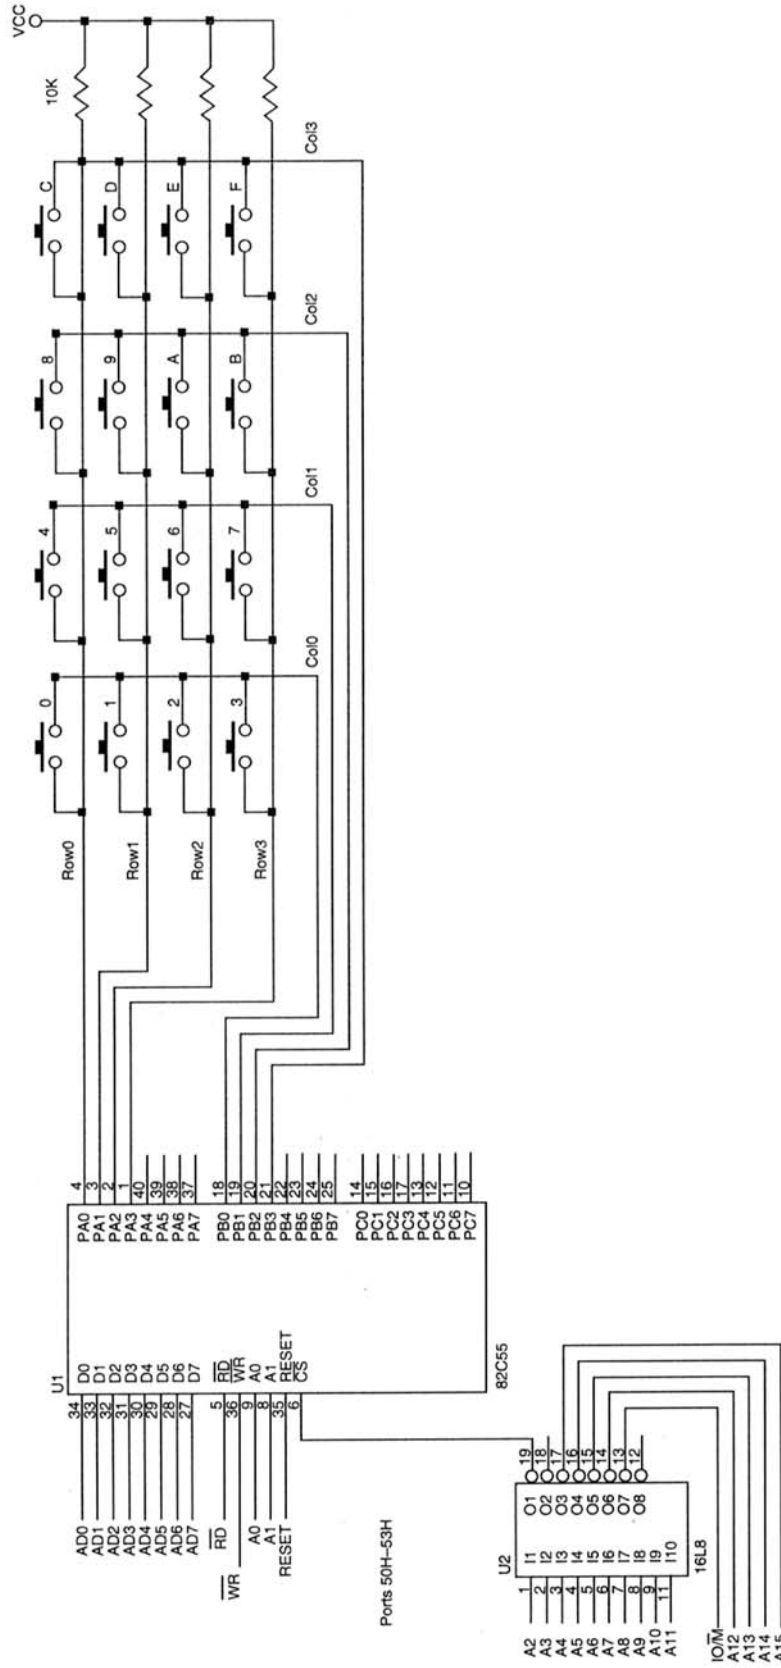 VCC
10K
C
D
E
F
Col3
8
9
A
B
Col2
4
5
6
7
Col1
0
1
2
3
Col0
Row0
Row1
Row2
Row3
U1
AD0 34 D0
AD1 33 D1
AD2 32 D2
AD3 31 D3
AD4 30 D4
AD5 29 D5
AD6 28 D6
AD7 27 D7
RD 5 RD
WR 36 WR
A0 9 A0
A1 8 A1
RESET 35 RESET
6 CS
PA0 4
PA1 3
PA2 2
PA3 1
PA4 40
PA5 39
PA6 38
PA7 37
PB0 18
PB1 19
PB2 20
PB3 21
PB4 22
PB5 23
PB6 24
PB7 25
PC0 14
PC1 15
PC2 16
PC3 17
PC4 13
PC5 12
PC6 11
PC7 10
82C55
Ports 50H–53H
U2
A2 1 I1
A3 2 I2
A4 3 I3
A5 4 I4
A6 5 I5
A7 6 I6
A8 7 I7
A9 8 I8
A10 9 I9
A11 11 I10
O1 19
O2 18
O3 17
O4 16
O5 15
O6 14
O7 13
O8 12
16L8
IO/M
A12
A13
A14
A15